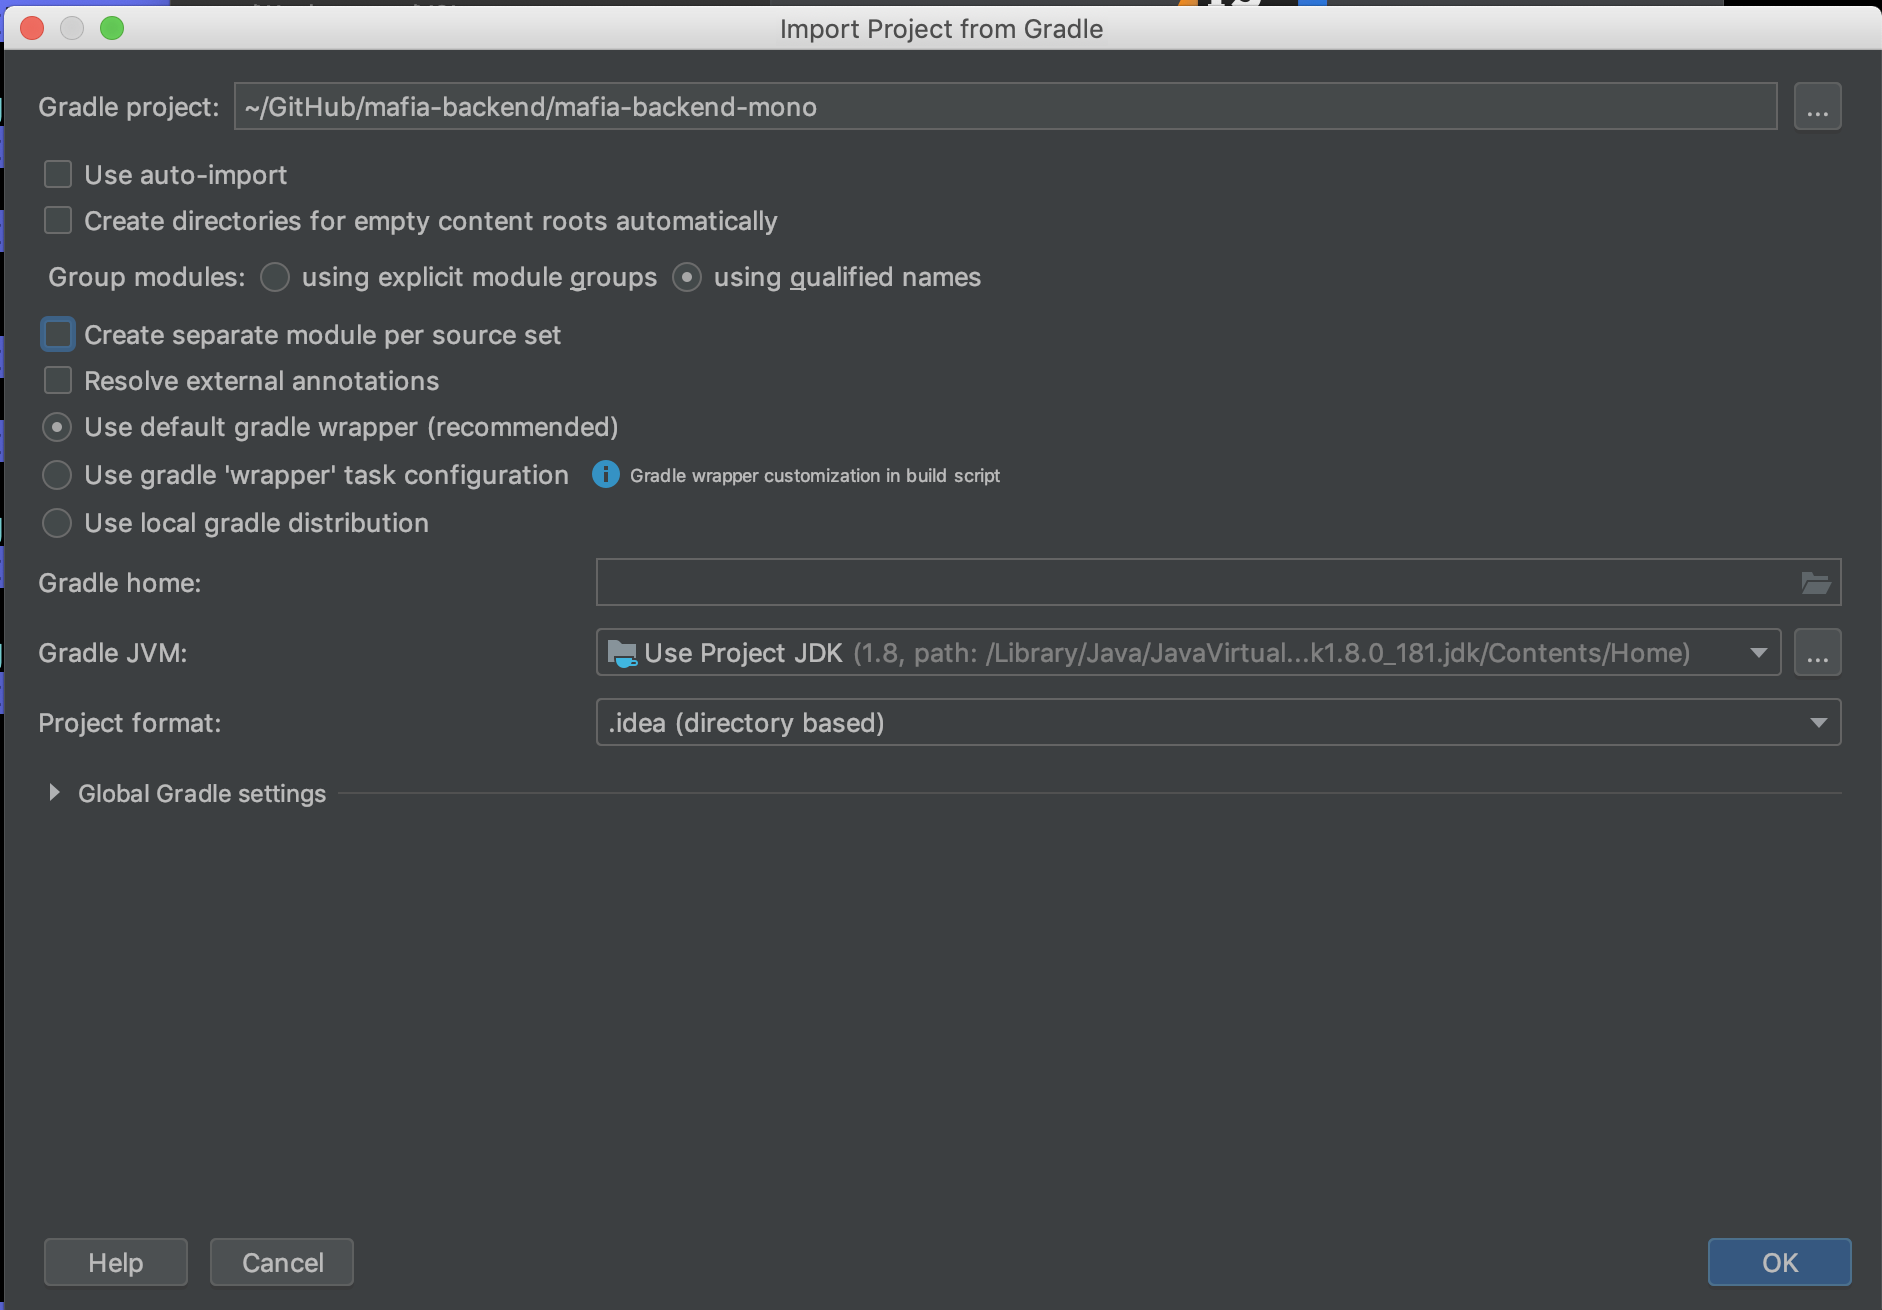 Import Project from Gradle
Gradle project: ~/GitHub/mafia-backend/mafia-backend-mono ...
Use auto-import
Create directories for empty content roots automatically
Group modules: using explicit module groups using qualified names
Create separate module per source set
Resolve external annotations
Use default gradle wrapper (recommended)
Use gradle 'wrapper' task configuration Gradle wrapper customization in build script
Use local gradle distribution
Gradle home:
Gradle JVM: Use Project JDK (1.8, path: /Library/Java/JavaVirtual...k1.8.0_181.jdk/Contents/Home) ...
Project format: .idea (directory based)
Global Gradle settings
Help Cancel OK